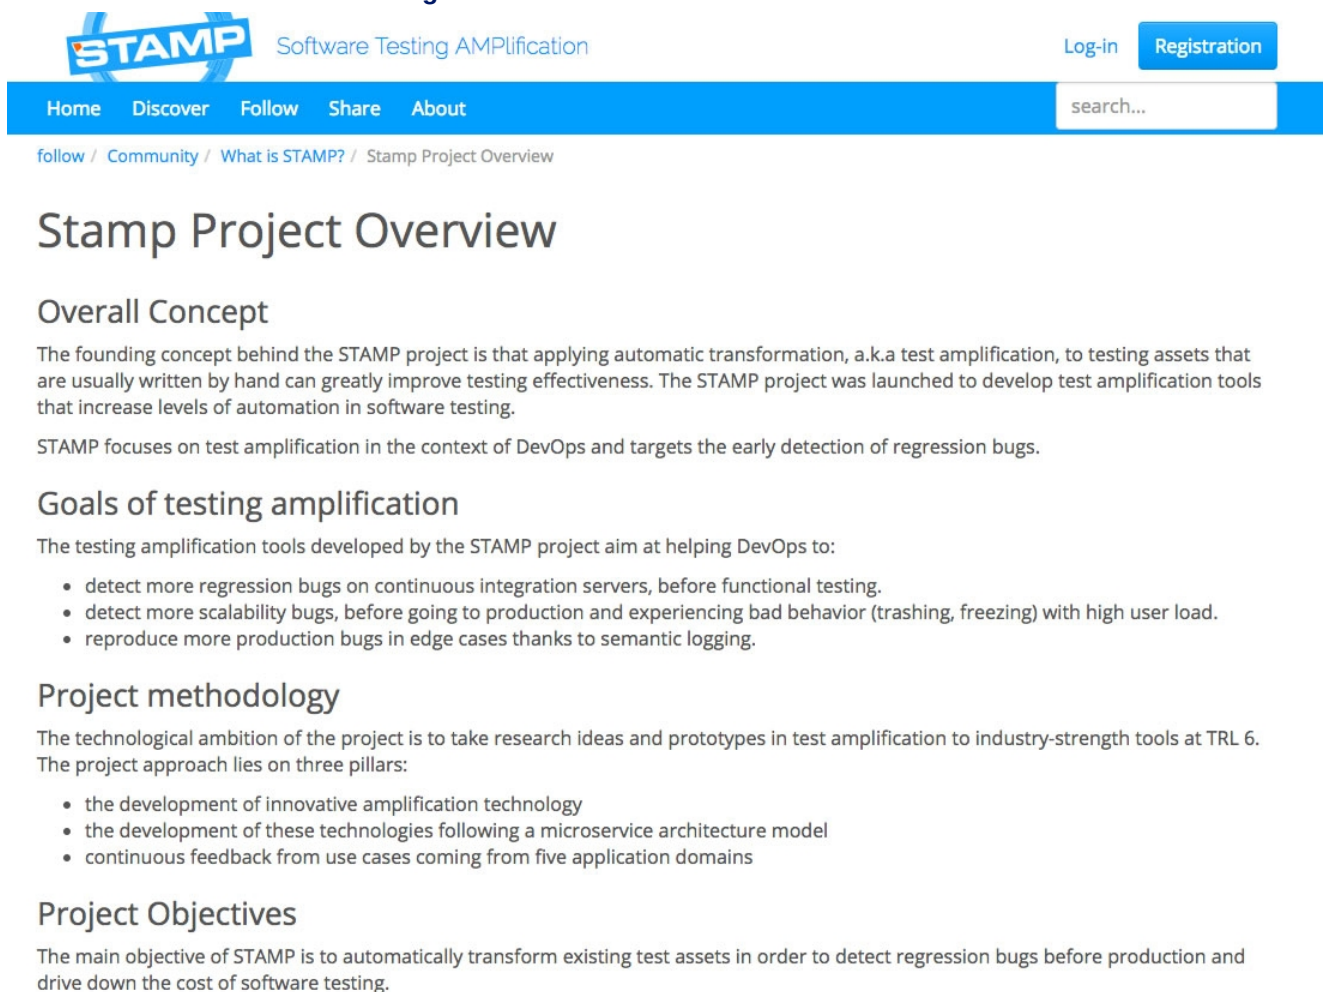 STAMP Software Testing AMPlification
Log-in Registration
Home Discover Follow Share About search...
follow / Community / What is STAMP? / Stamp Project Overview
Stamp Project Overview
Overall Concept
The founding concept behind the STAMP project is that applying automatic transformation, a.k.a test amplification, to testing assets that
are usually written by hand can greatly improve testing effectiveness. The STAMP project was launched to develop test amplification tools
that increase levels of automation in software testing.
STAMP focuses on test amplification in the context of DevOps and targets the early detection of regression bugs.
Goals of testing amplification
The testing amplification tools developed by the STAMP project aim at helping DevOps to:
• detect more regression bugs on continuous integration servers, before functional testing.
• detect more scalability bugs, before going to production and experiencing bad behavior (trashing, freezing) with high user load.
• reproduce more production bugs in edge cases thanks to semantic logging.
Project methodology
The technological ambition of the project is to take research ideas and prototypes in test amplification to industry-strength tools at TRL 6.
The project approach lies on three pillars:
• the development of innovative amplification technology
• the development of these technologies following a microservice architecture model
• continuous feedback from use cases coming from five application domains
Project Objectives
The main objective of STAMP is to automatically transform existing test assets in order to detect regression bugs before production and
drive down the cost of software testing.